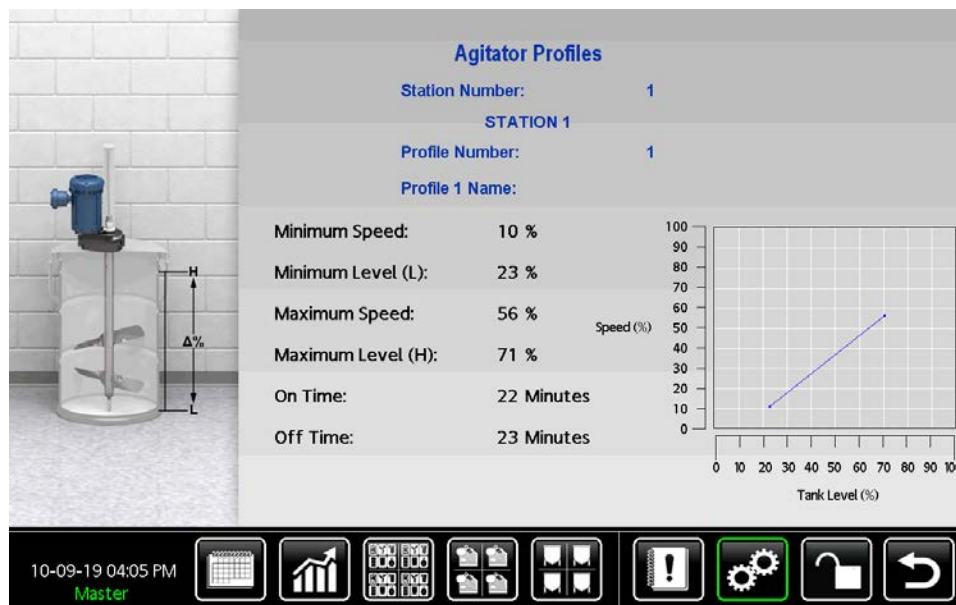 Agitator Profiles
Station Number: 1
STATION 1
Profile Number: 1
Profile 1 Name:
Minimum Speed: 10 %
Minimum Level (L): 23 %
Maximum Speed: 56 %
Maximum Level (H): 71 %
On Time: 22 Minutes
Off Time: 23 Minutes
H
Δ%
L
100
90
80
70
60
50
40
30
20
10
0
Speed (%)
0 10 20 30 40 50 60 70 80 90
Tank Level (%)
10-09-19 04:05 PM
Master
!